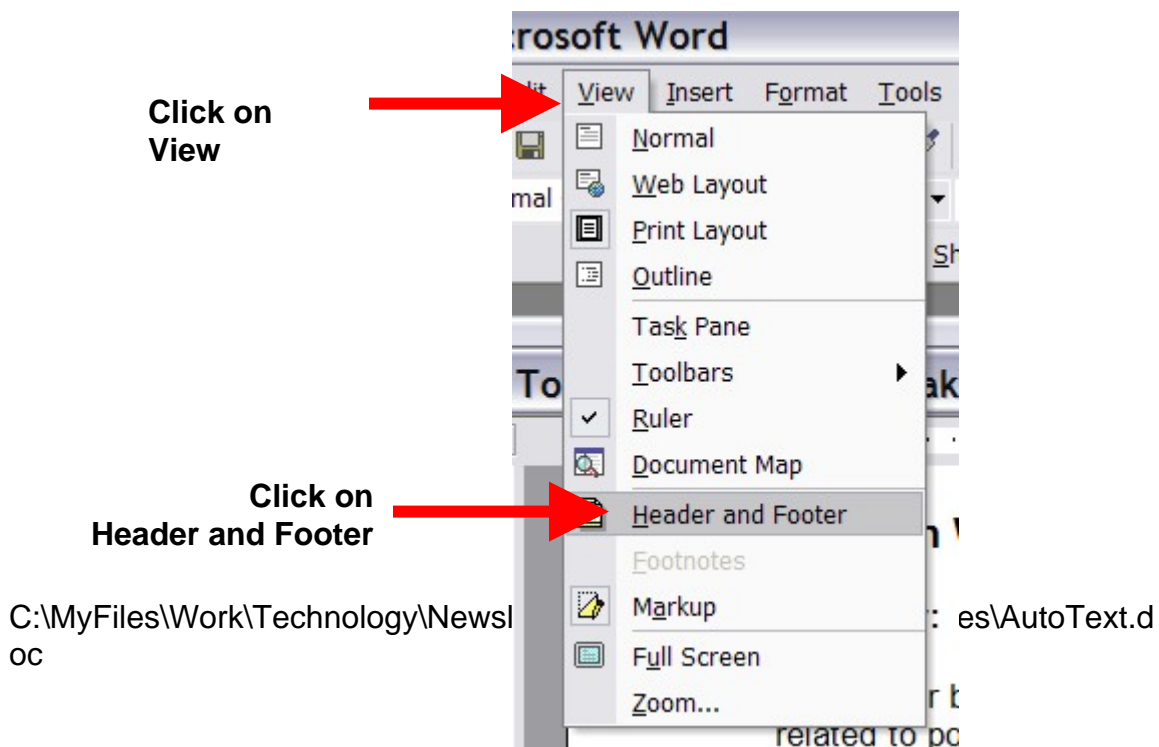 crosoft Word
View Insert Format Tools
Click on
View
Normal
mal
Web Layout
Print Layout
Sh
Outline
Task Pane
Toolbars
To
ak
Ruler
Document Map
Click on
Header and Footer
Header and Footer
Footnotes
C:\MyFiles\Work\Technology\Newsl
Markup
es\AutoText.d
oc
Full Screen
Zoom...
related to po